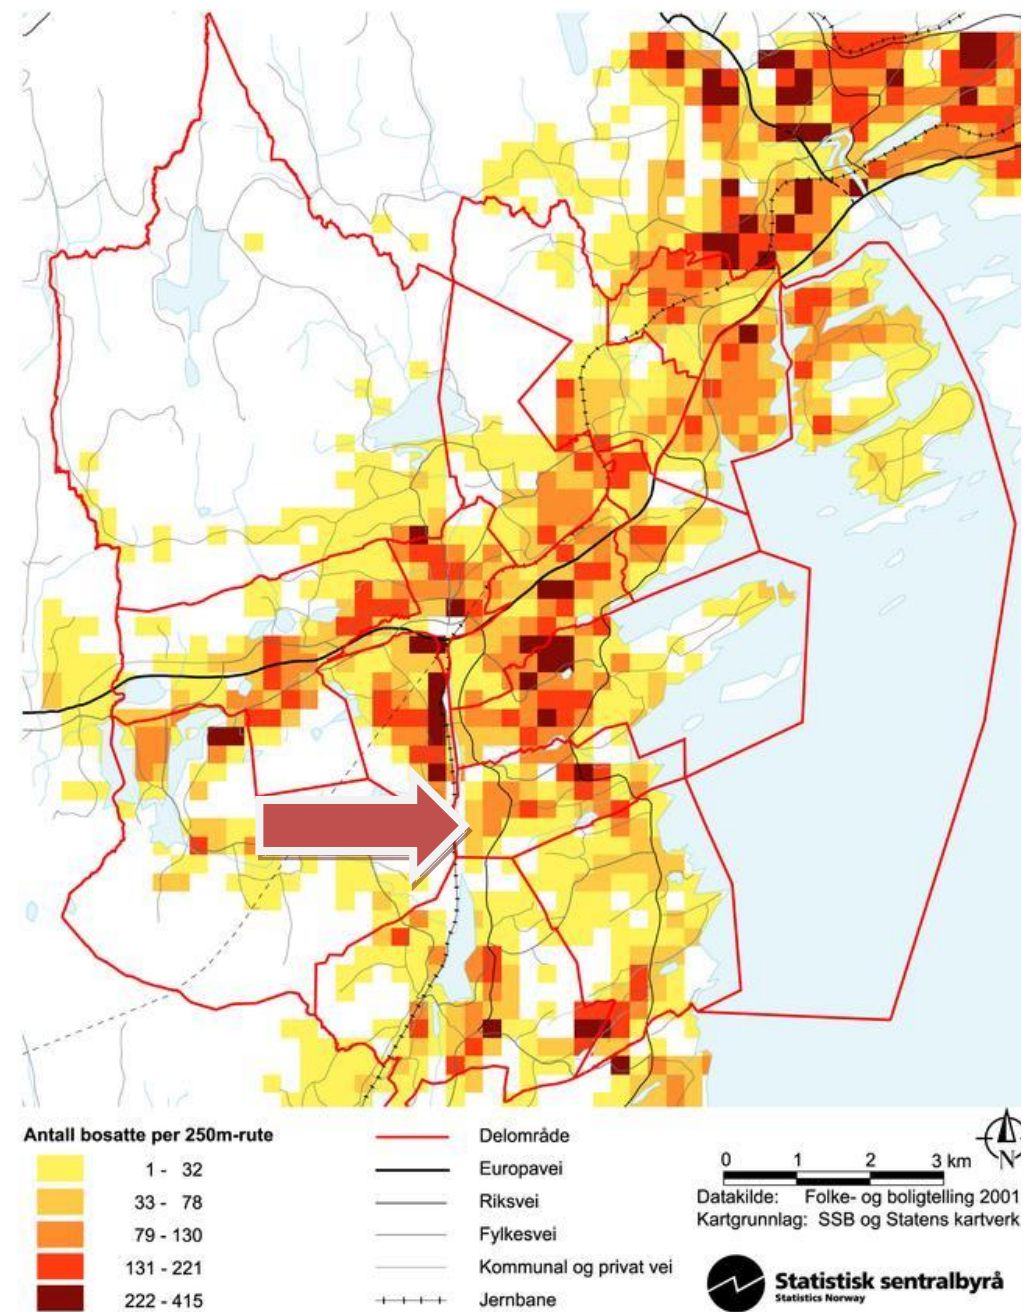 Antall bosatte per 250m-rute
1 - 32
33 - 78
79 - 130
131 - 221
222 - 415
Delområde
Europavei
Riksvei
Fylkesvei
Kommunal og privat vei
Jernbane
N
0 1 2 3 km
Datakilde: Folke- og boligtelling 2001
Kartgrunnlag: SSB og Statens kartverk
Statistisk sentralbyrå
Statistics Norway